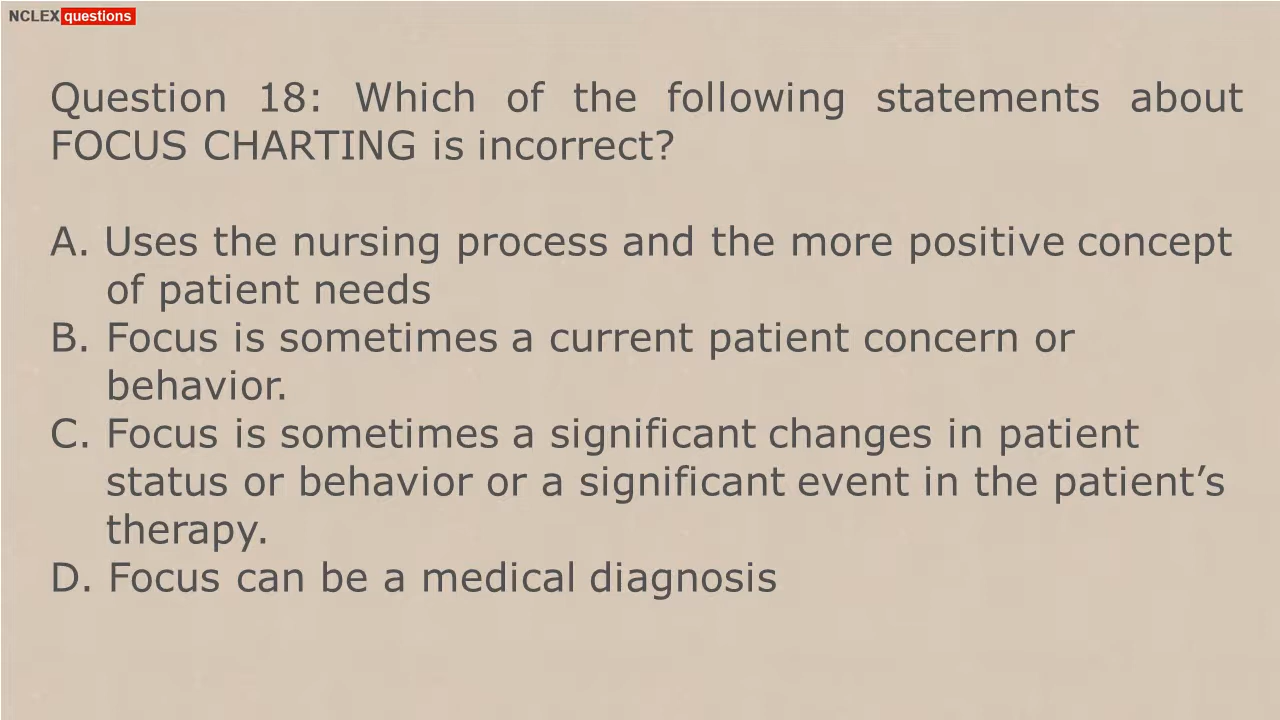 NCLEX questions
Question 18: Which of the following statements about
FOCUS CHARTING is incorrect?
A. Uses the nursing process and the more positive concept
of patient needs
B. Focus is sometimes a current patient concern or
behavior.
C. Focus is sometimes a significant changes in patient
status or behavior or a significant event in the patient’s
therapy.
D. Focus can be a medical diagnosis